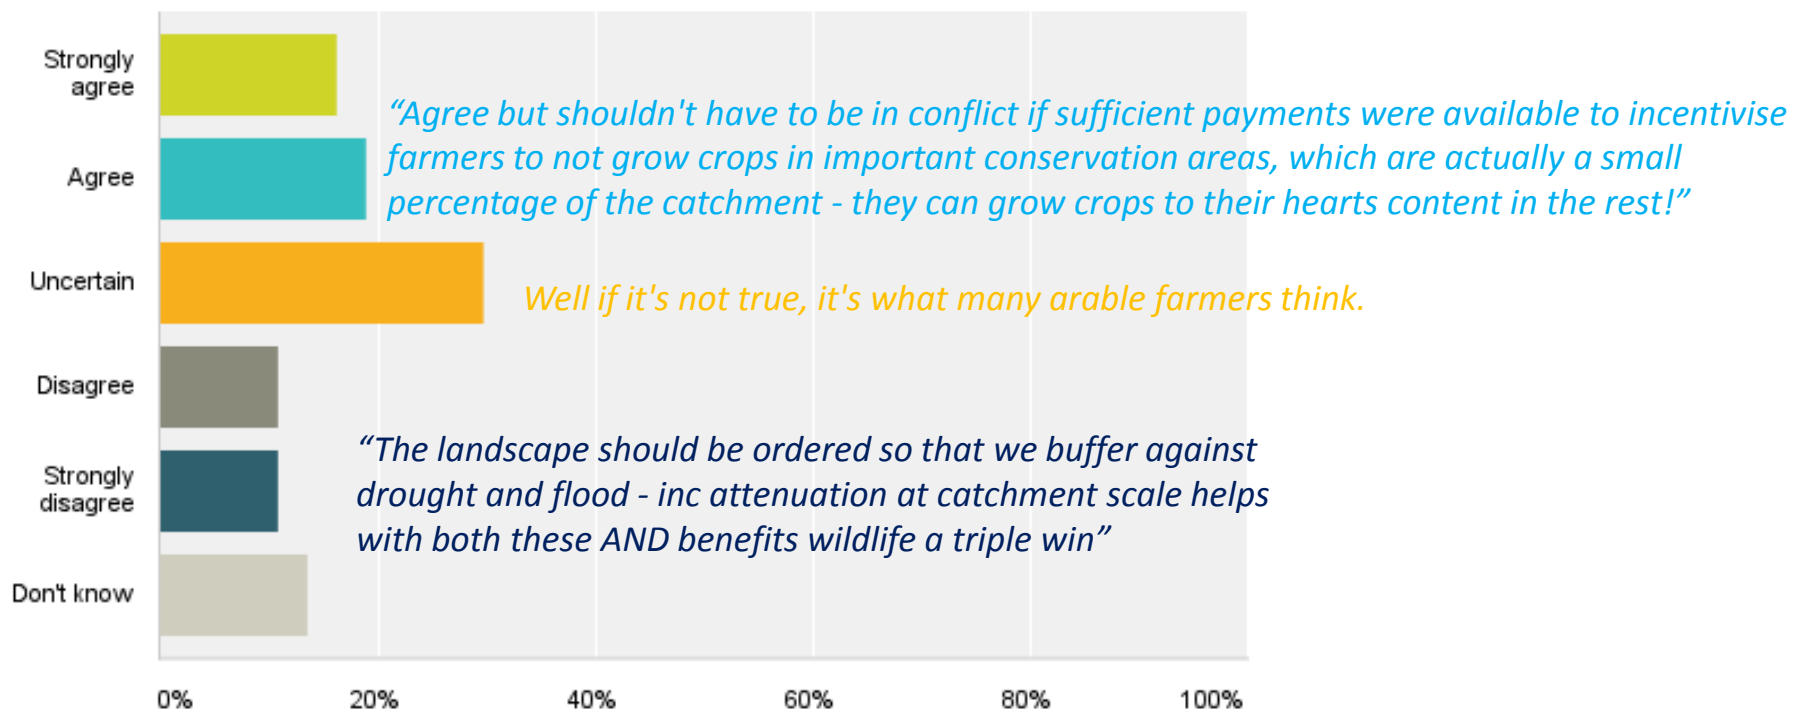 Strongly
agree
“Agree but shouldn't have to be in conflict if sufficient payments were available to incentivise
farmers to not grow crops in important conservation areas, which are actually a small
percentage of the catchment - they can grow crops to their hearts content in the rest!”
Agree
Uncertain
Well if it's not true, it's what many arable farmers think.
Disagree
“The landscape should be ordered so that we buffer against
drought and flood - inc attenuation at catchment scale helps
with both these AND benefits wildlife a triple win”
Strongly
disagree
Don't know
0% 20% 40% 60% 80% 100%